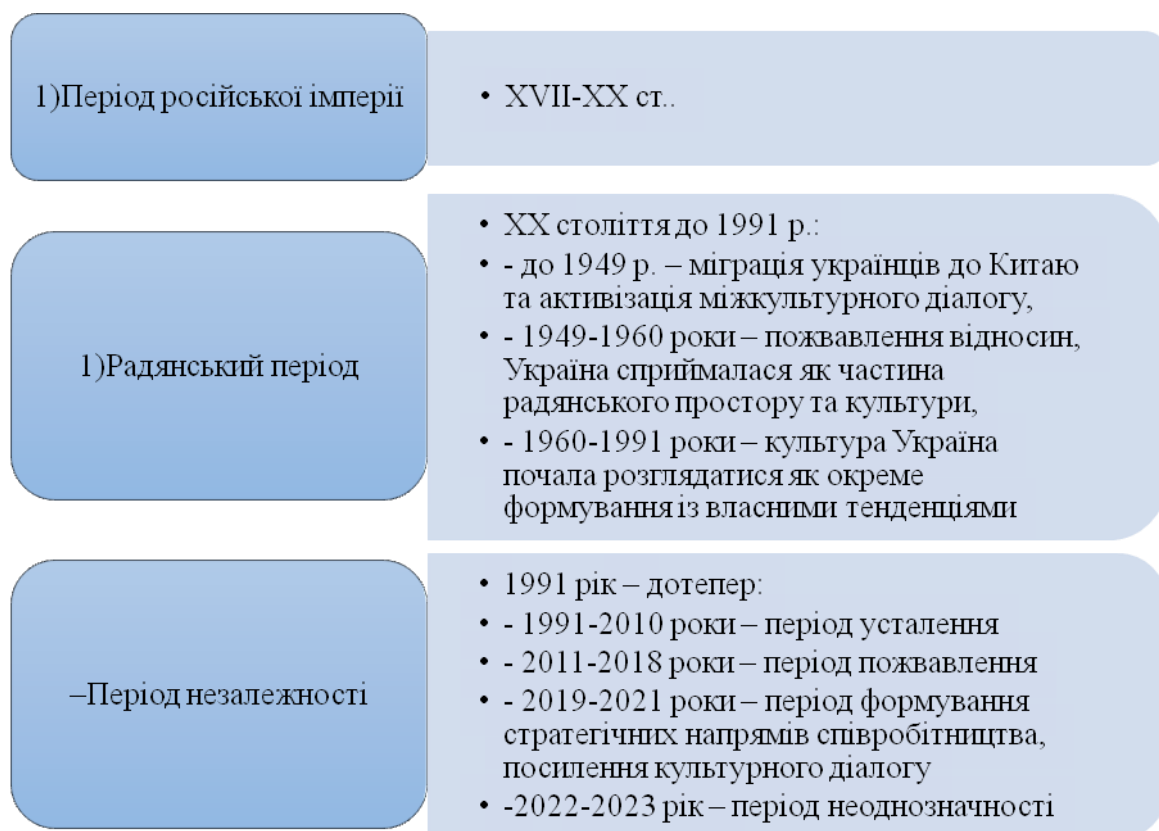 1)Період російської імперії
• XVII-XX ст..
1)Радянський період
• XX століття до 1991 р.:
• - до 1949 р. – міграція українців до Китаю
та активізація міжкультурного діалогу,
• - 1949-1960 роки – пожвавлення відносин,
Україна сприймалася як частина
радянського простору та культури,
• - 1960-1991 роки – культура Україна
почала розглядатися як окреме
формування із власними тенденціями
–Період незалежності
• 1991 рік – дотепер:
• - 1991-2010 роки – період усталення
• - 2011-2018 роки – період пожвавлення
• - 2019-2021 роки – період формування
стратегічних напрямів співробітництва,
посилення культурного діалогу
• -2022-2023 рік – період неоднозначності